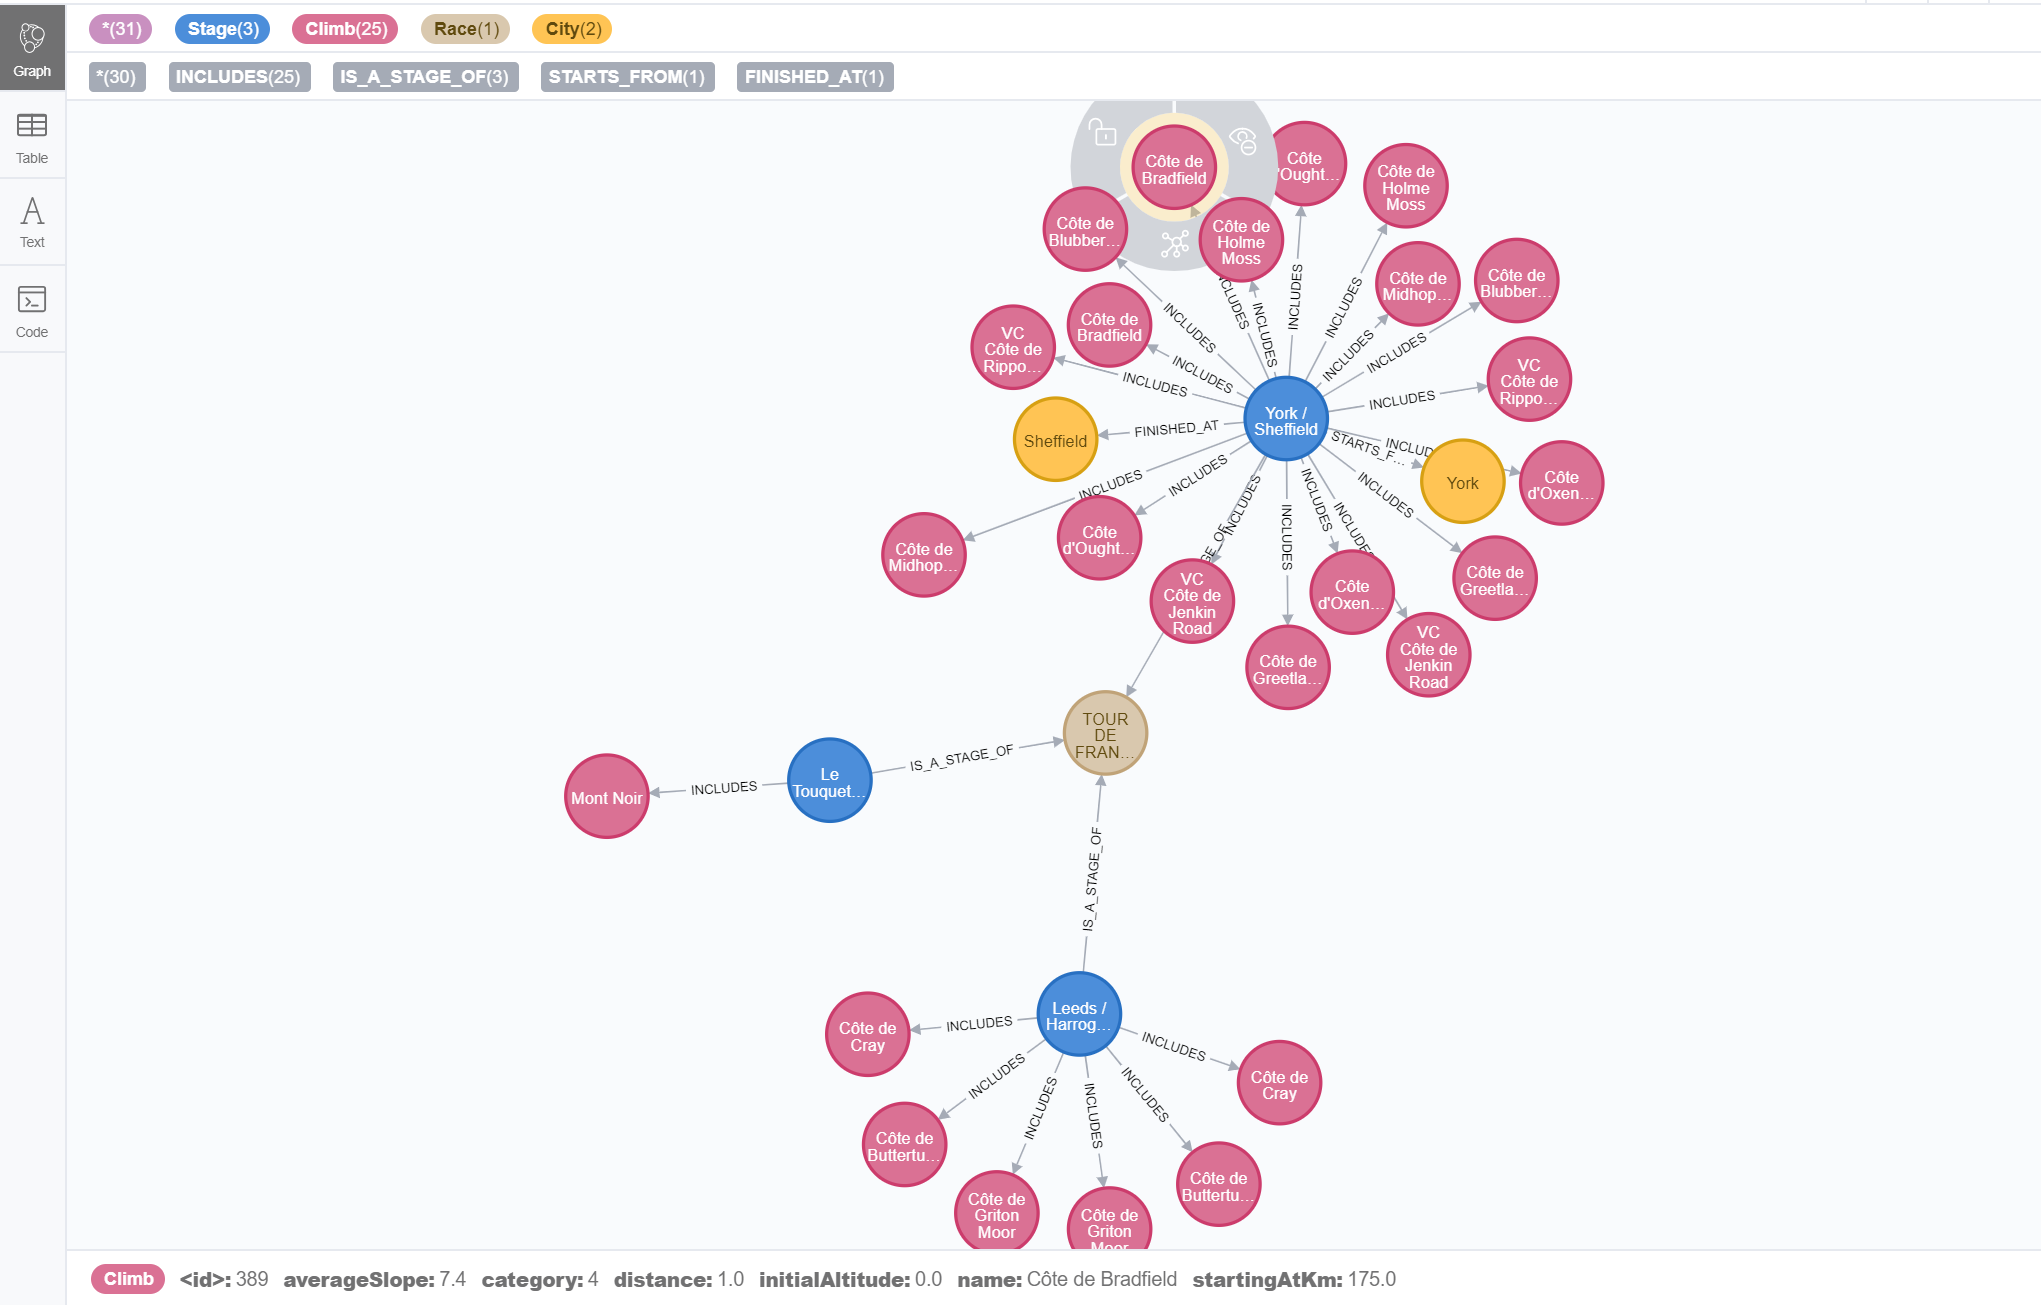 *(31) Stage(3) Climb(25) Race(1) City(2)
*(30) INCLUDES(25) IS_A_STAGE_OF(3) STARTS_FROM(1) FINISHED_AT(1)
Graph
Table
Text
Code
Côte de
Bradfield
Côte
'Ought...
Côte de
Holme
Moss
Côte de
Blubber...
Côte de
Holme
Moss
Côte de
Midhop...
Côte de
Blubber...
VC
Côte de
Rippo...
Côte de
Bradfield
VC
Côte de
Rippo...
Sheffield
York /
Sheffield
York
Côte
d'Oxen...
Côte de
Midhop...
Côte
d'Ought...
VC
Côte de
Jenkin
Road
Côte
d'Oxen...
Côte de
Greetla...
Côte de
Greetla...
VC
Côte de
Jenkin
Road
INCLUDES
INCLUDES
INCLUDES
INCLUDES
INCLUDES
INCLUDES
INCLUDES
INCLUDES
INCLUDES
INCLUDES
FINISHED_AT
STARTS_F...
INCLUD
INCLUDES
INCLUDES
INCLUDES
INCLUDES
INCLUDES
INCLUDES
INCLUDES
GE_OF
TOUR
DE
FRAN...
IS_A_STAGE_OF
Le
Touquet...
INCLUDES
Mont Noir
IS_A_STAGE_OF
Leeds /
Harrog...
INCLUDES
INCLUDES
INCLUDES
INCLUDES
INCLUDES
INCLUDES
Côte de
Cray
Côte de
Cray
Côte de
Buttertu...
Côte de
Buttertu...
Côte de
Griton
Moor
Côte de
Griton
Moor
Climb <id>: 389 averageSlope: 7.4 category: 4 distance: 1.0 initialAltitude: 0.0 name: Côte de Bradfield startingAtKm: 175.0